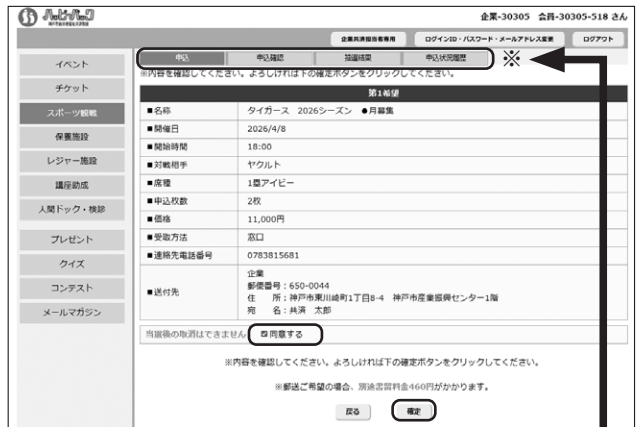 ハッピーパック
企業-30305 会員-30305-518 さん
企業共済担当者専用 ログインID・パスワード・メールアドレス変更 ログアウト
申込 申込確認 抽選結果 申込状況履歴 ※
※内容を確認してください。よろしければ下の確定ボタンをクリックしてください。
イベント
チケット
スポーツ観戦
保養施設
レジャー施設
講座助成
人間ドック・検診
プレゼント
クイズ
コンテスト
メールマガジン
第1希望
■名称 タイガース 2026シーズン ●月募集
■開催日 2026/4/8
■開始時間 18:00
■対戦相手 ヤクルト
■席種 1塁アイビー
■申込枚数 2枚
■価格 11,000円
■受取方法 窓口
■連絡先電話番号 0783815681
■送付先
企業
郵便番号：650-0044
住 所：神戸市東川崎町1丁目8-4 神戸市産業振興センター1階
宛 名：共済 太郎
当選後の取消はできません 同意する
※内容を確認してください。よろしければ下の確定ボタンをクリックしてください。
※郵送ご希望の場合、別途書留料金460円がかかります。
戻る 確定